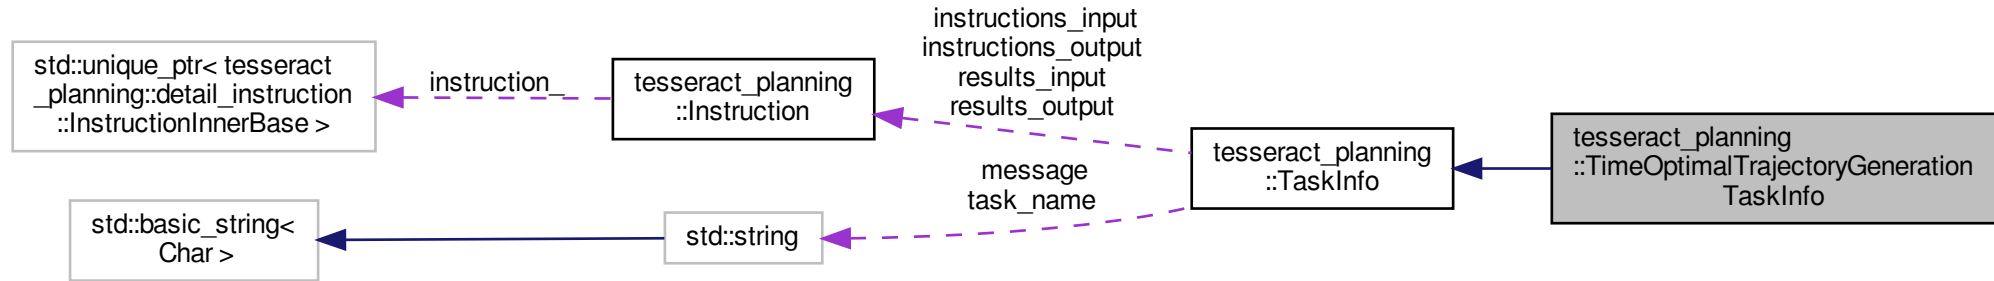 std::unique_ptr< tesseract
_planning::detail_instruction
::InstructionInnerBase >
instruction_
tesseract_planning
::Instruction
instructions_input
instructions_output
results_input
results_output
std::basic_string<
Char >
std::string
message
task_name
tesseract_planning
::TaskInfo
tesseract_planning
::TimeOptimalTrajectoryGeneration
TaskInfo